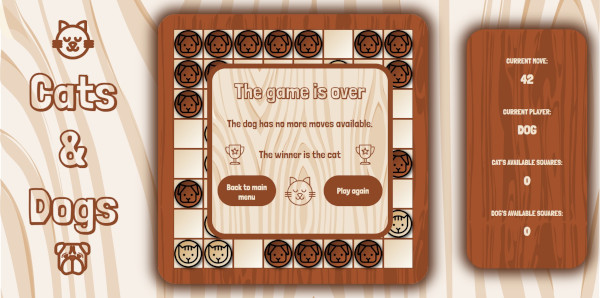 Cats
&
Dogs
The game is over
The dog has no more moves available.
The winner is the cat
Back to main
menu
Play again
CURRENT MOVE:
42
CURRENT PLAYER:
DOG
CAT'S AVAILABLE SQUARES:
0
DOG'S AVAILABLE SQUARES:
0